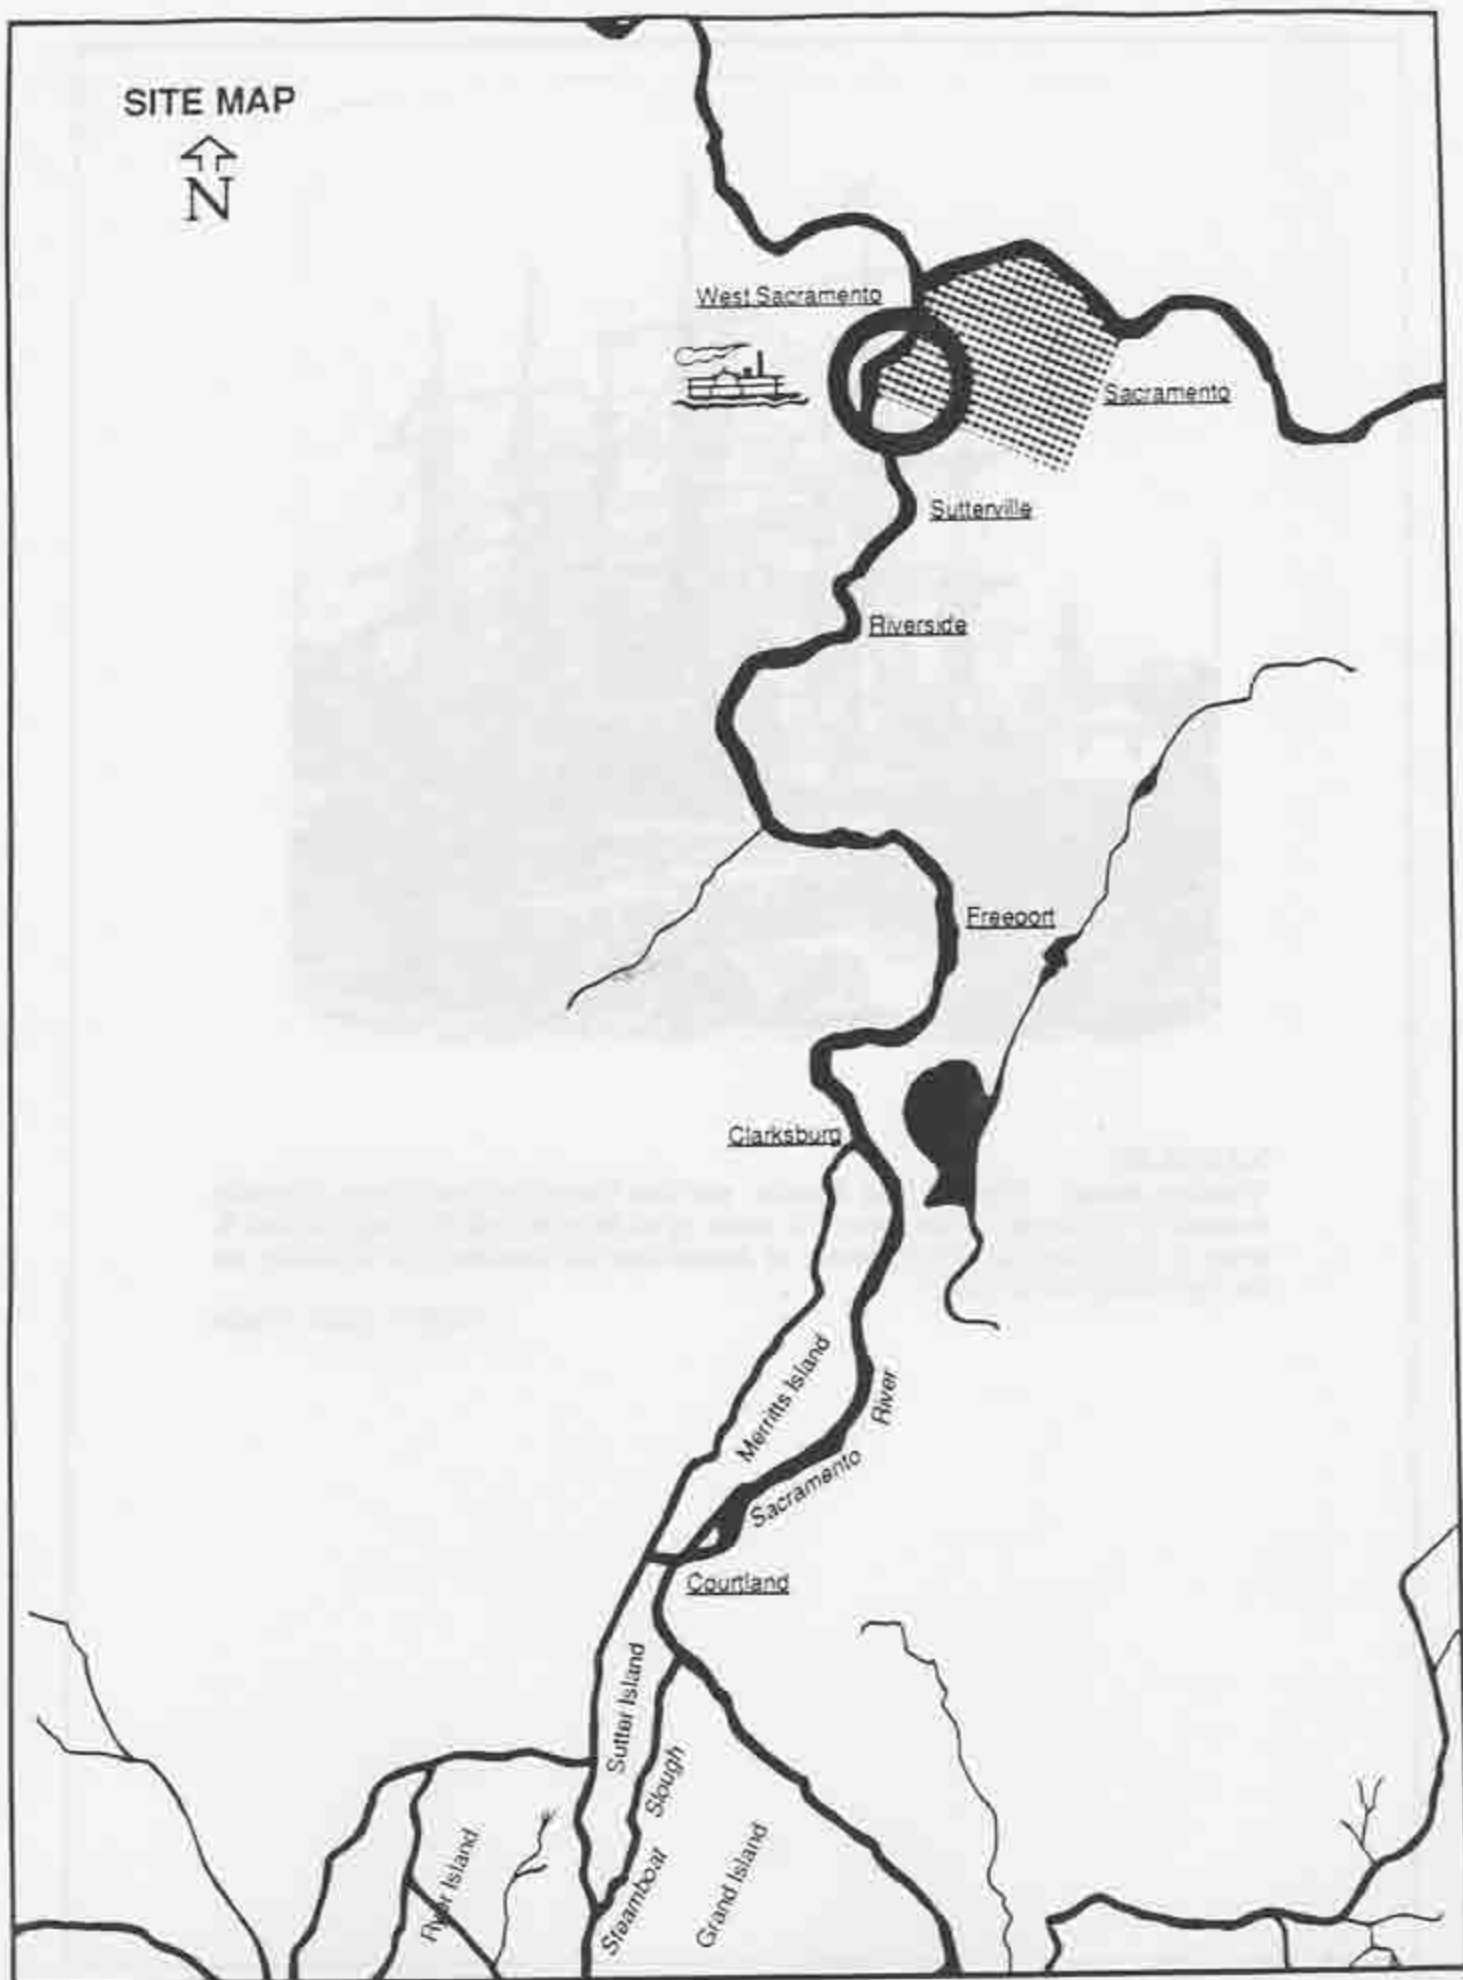 SITE MAP
N
West Sacramento
Sacramento
Sutterville
Riverside
Freeport
Clarksburg
Merritts Island
River
Sacramento
Courtland
Sutter Island
Slough
Steamboat
River Island
Grand Island